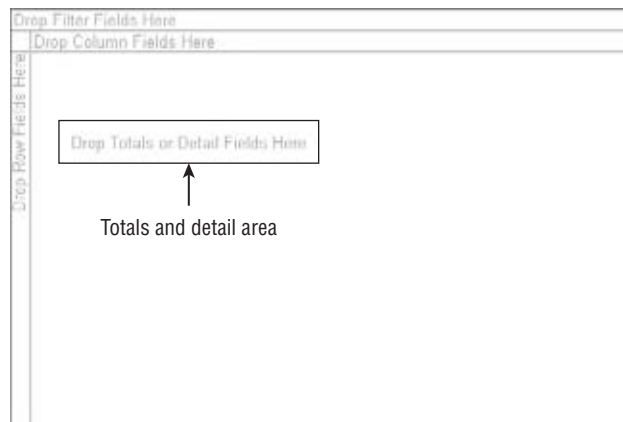 Drop Filter Fields Here
Drop Column Fields Here
Drop Row Fields Here
Drop Totals or Detail Fields Here
Totals and detail area